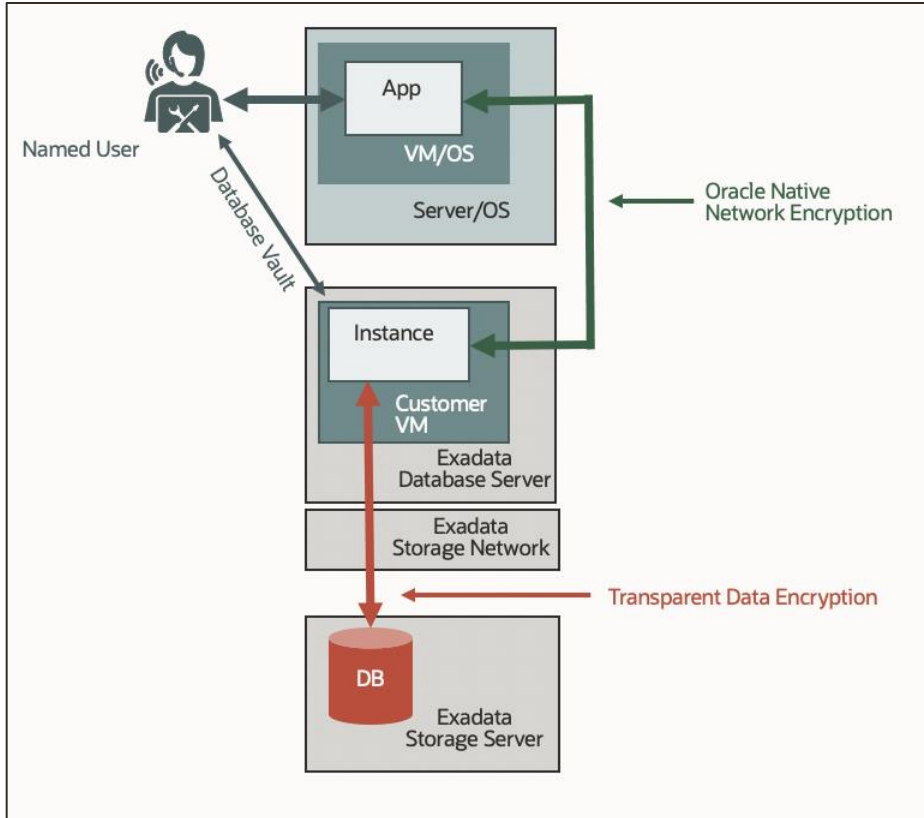 App
VM/OS
Server/OS
Named User
Database Vault
Oracle Native
Network Encryption
Instance
Customer
VM
Exadata
Database Server
Exadata
Storage Network
Transparent Data Encryption
DB
Exadata
Storage Server